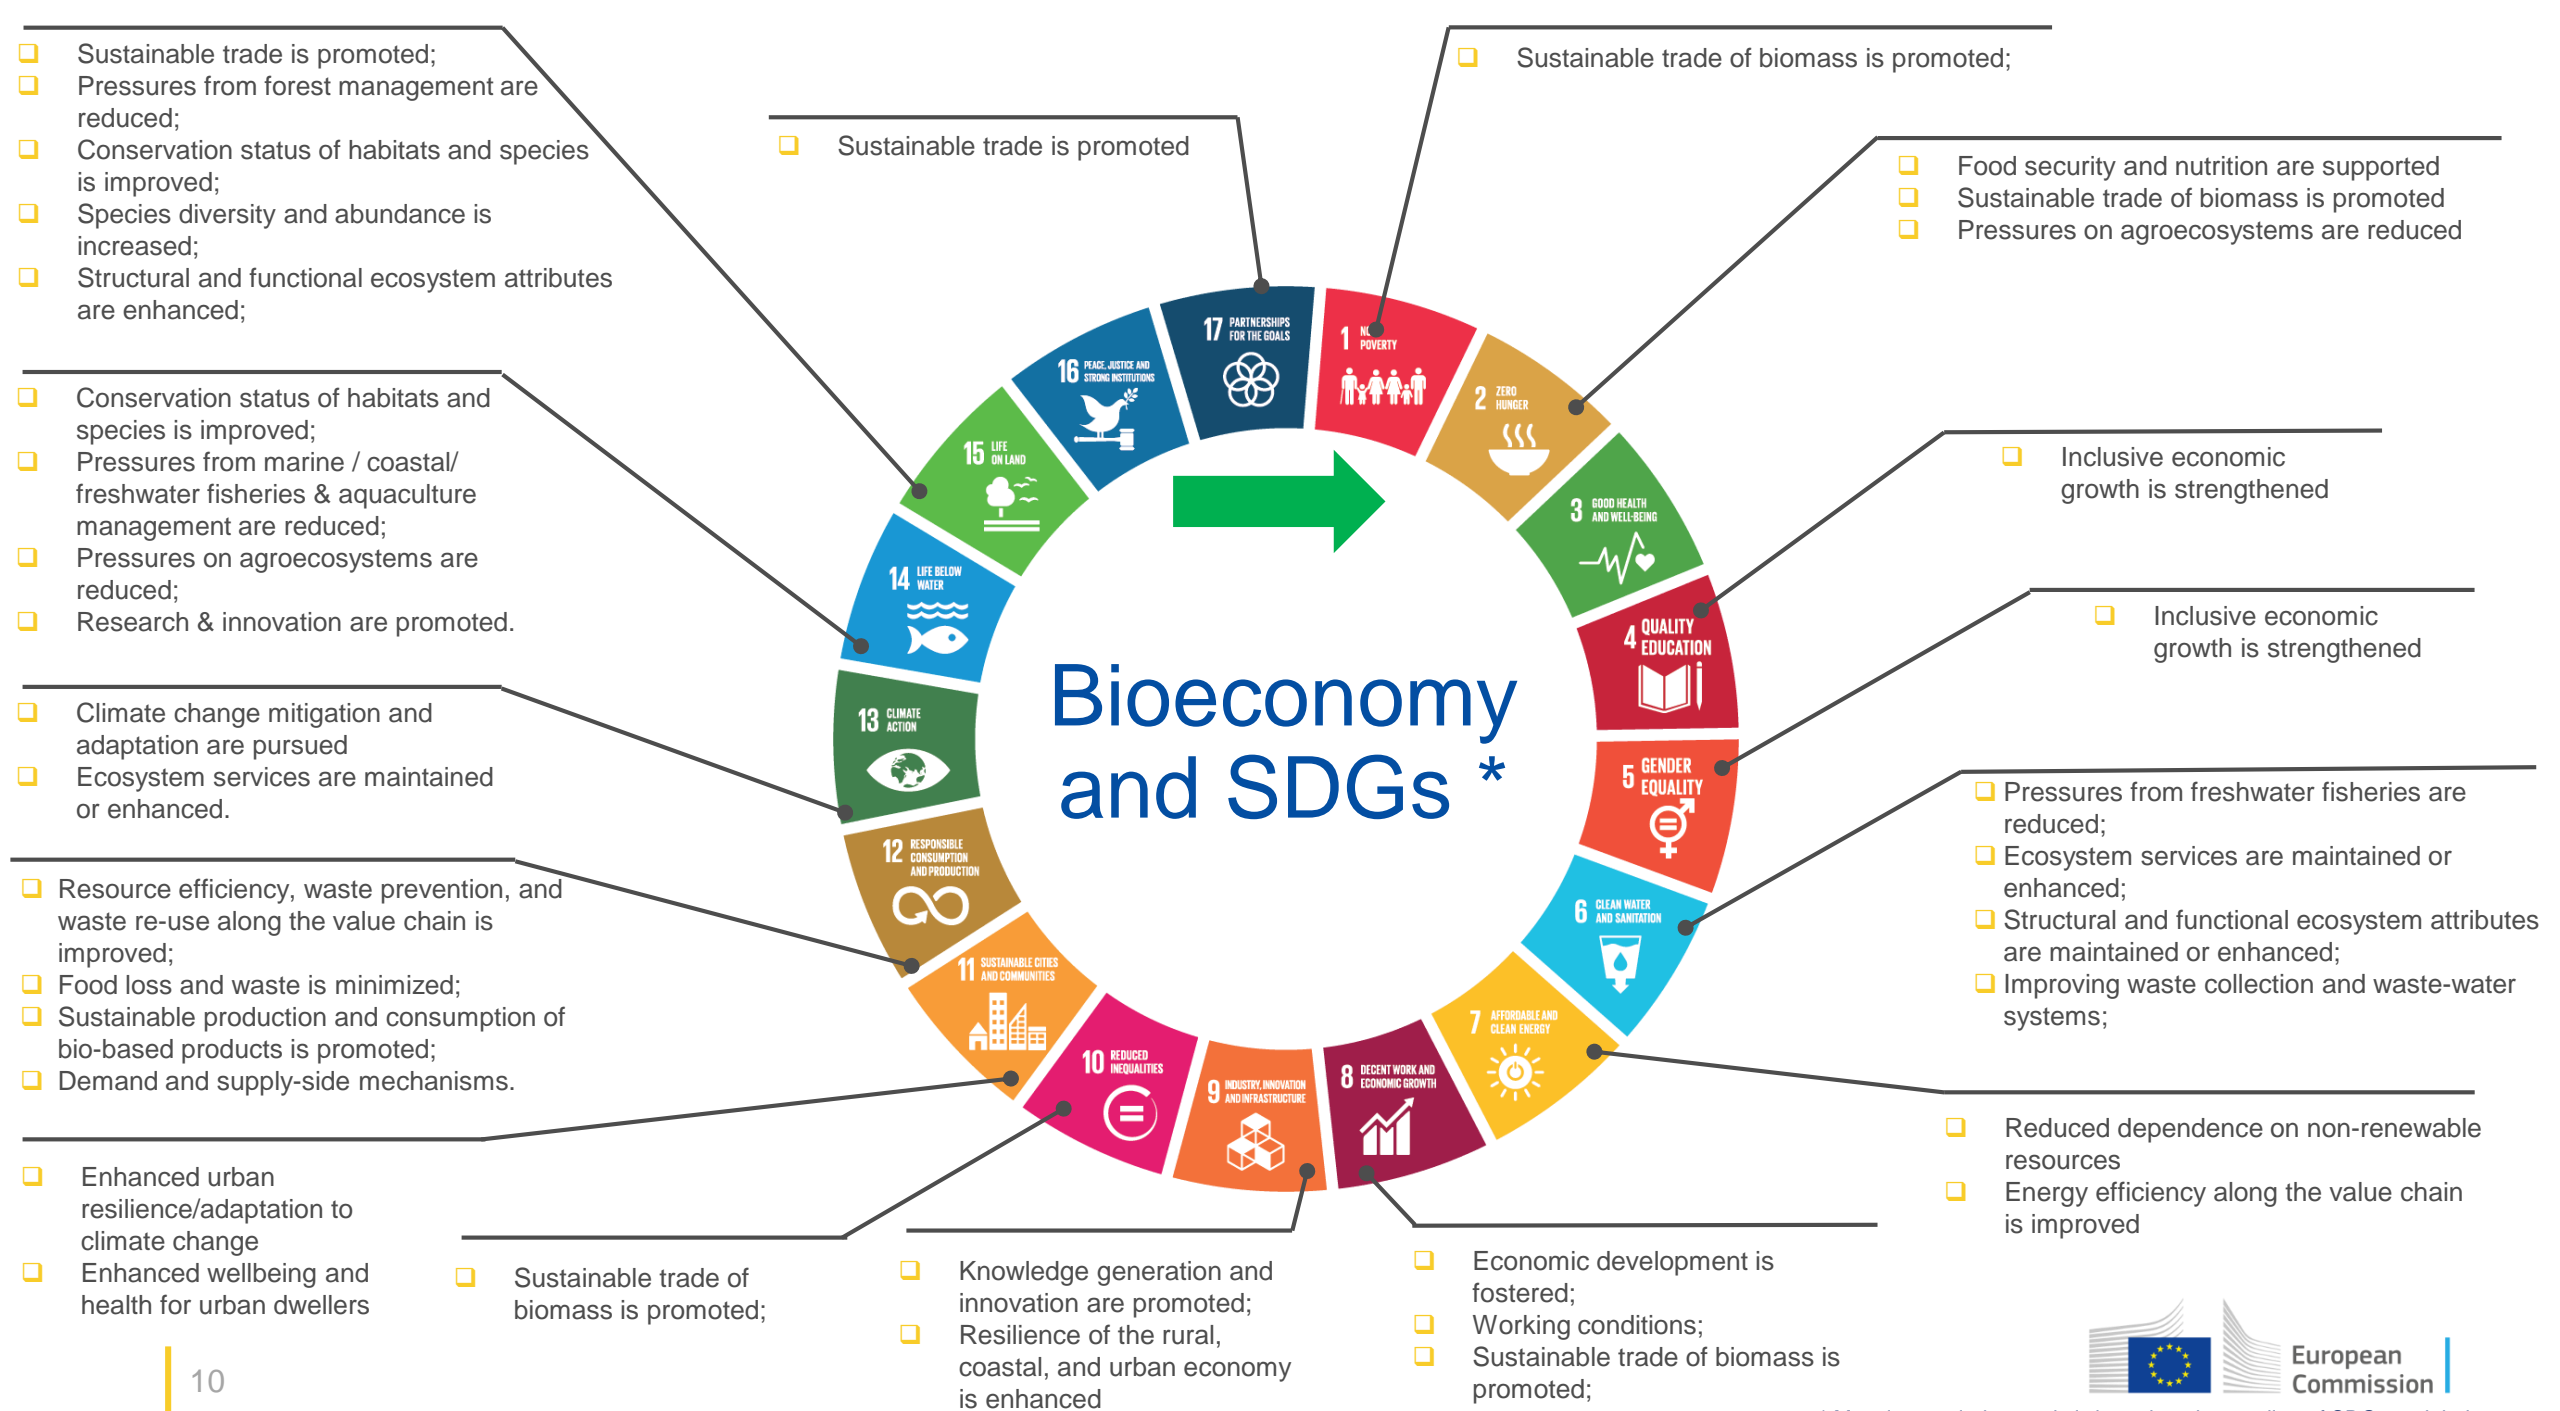 Sustainable trade is promoted;
Pressures from forest management are
reduced;
Conservation status of habitats and species
is improved;
Species diversity and abundance is
increased;
Structural and functional ecosystem attributes
are enhanced;
Sustainable trade is promoted
Sustainable trade of biomass is promoted;
Food security and nutrition are supported
Sustainable trade of biomass is promoted
Pressures on agroecosystems are reduced
Inclusive economic
growth is strengthened
Inclusive economic
growth is strengthened
Pressures from freshwater fisheries are
reduced;
Ecosystem services are maintained or
enhanced;
Structural and functional ecosystem attributes
are maintained or enhanced;
Improving waste collection and waste-water
systems;
Reduced dependence on non-renewable
resources
Energy efficiency along the value chain
is improved
Economic development is
fostered;
Working conditions;
Sustainable trade of biomass is
promoted;
Knowledge generation and
innovation are promoted;
Resilience of the rural,
coastal, and urban economy
is enhanced
Sustainable trade of
biomass is promoted;
Enhanced urban
resilience/adaptation to
climate change
Enhanced wellbeing and
health for urban dwellers
Resource efficiency, waste prevention, and
waste re-use along the value chain is
improved;
Food loss and waste is minimized;
Sustainable production and consumption of
bio-based products is promoted;
Demand and supply-side mechanisms.
Climate change mitigation and
adaptation are pursued
Ecosystem services are maintained
or enhanced.
Conservation status of habitats and
species is improved;
Pressures from marine / coastal/
freshwater fisheries & aquaculture
management are reduced;
Pressures on agroecosystems are
reduced;
Research & innovation are promoted.
1
POVERTY
2 ZERO
HUNGER
3 GOOD HEALTH
AND WELL-BEING
4 QUALITY
EDUCATION
5 GENDER
EQUALITY
6 CLEAN WATER
AND SANITATION
7 AFFORDABLE AND
CLEAN ENERGY
8 DECENT WORK AND
ECONOMIC GROWTH
9 INDUSTRY, INNOVATION
AND INFRASTRUCTURE
10 REDUCED
INEQUALITIES
11 SUSTAINABLE CITIES
AND COMMUNITIES
12 RESPONSIBLE
CONSUMPTION
AND PRODUCTION
13 CLIMATE
ACTION
14 LIFE BELOW
WATER
15 LIFE
ON LAND
16 PEACE, JUSTICE AND
STRONG INSTITUTIONS
17 PARTNERSHIPS
FOR THE GOALS
Bioeconomy
and SDGs *
10
European
Commission